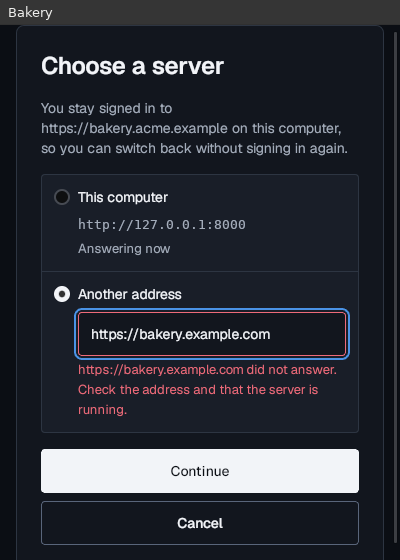 Bakery
Choose a server
You stay signed in to
https://bakery.acme.example on this computer,
so you can switch back without signing in again.
This computer
http://127.0.0.1:8000
Answering now
Another address
https://bakery.example.com
https://bakery.example.com did not answer.
Check the address and that the server is
running.
Continue
Cancel